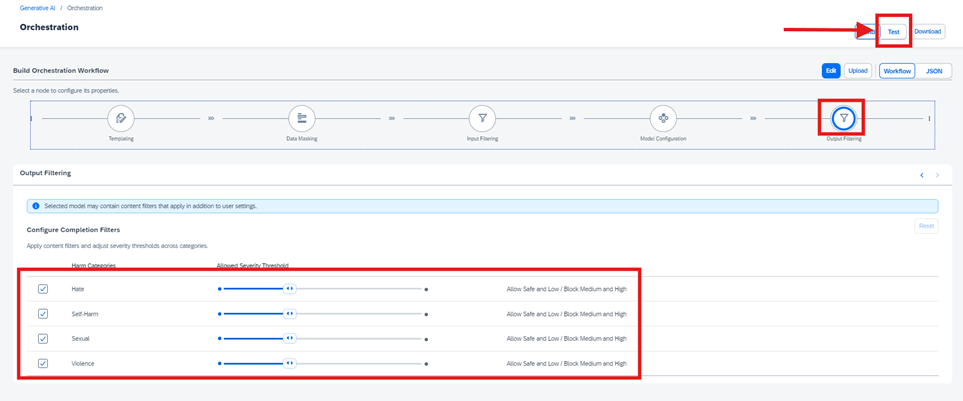 Generative AI / Orchestration
Orchestration
Test Download
Build Orchestration Workflow
Edit Upload Workflow JSON
Select a node to configure its properties.
Templating Data Masking Input Filtering Model Configuration Output Filtering
Output Filtering
Selected model may contain content filters that apply in addition to user settings.
Configure Completion Filters
Reset
Apply content filters and adjust severity thresholds across categories.
Harm Categories Allowed Severity Threshold
Hate Allow Safe and Low / Block Medium and High
Self-Harm Allow Safe and Low / Block Medium and High
Sexual Allow Safe and Low / Block Medium and High
Violence Allow Safe and Low / Block Medium and High